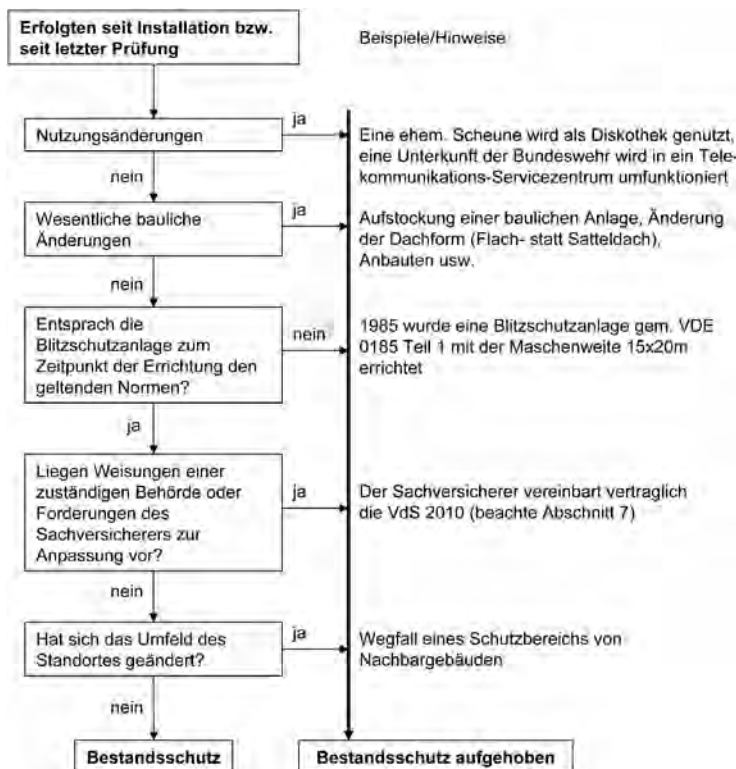 Erfolgten seit Installation bzw.
seit letzter Prüfung
Beispiele/Hinweise
ja
Nutzungsänderungen
Eine ehem. Scheune wird als Diskothek genutzt,
eine Unterkunft der Bundeswehr wird in ein Tele-
kommunikations-Servicezentrum umfunktioniert
nein
ja
Wesentliche bauliche
Änderungen
Aufstockung einer baulichen Anlage, Änderung
der Dachform (Flach- statt Satteldach),
Anbauten usw.
nein
Entsprach die
Blitzschutzanlage zum
Zeitpunkt der Errichtung den
geltenden Normen?
nein
1985 wurde eine Blitzschutzanlage gem. VDE
0185 Teil 1 mit der Maschenweite 15x20m
errichtet
ja
Liegen Weisungen einer
zuständigen Behörde oder
Forderungen des
Sachversicherers zur
Anpassung vor?
ja
Der Sachversicherer vereinbart vertraglich
die VdS 2010 (beachte Abschnitt 7)
nein
Hat sich das Umfeld des
Standortes geändert?
ja
Wegfall eines Schutzbereichs von
Nachbargebäuden
nein
Bestandsschutz
Bestandsschutz aufgehoben